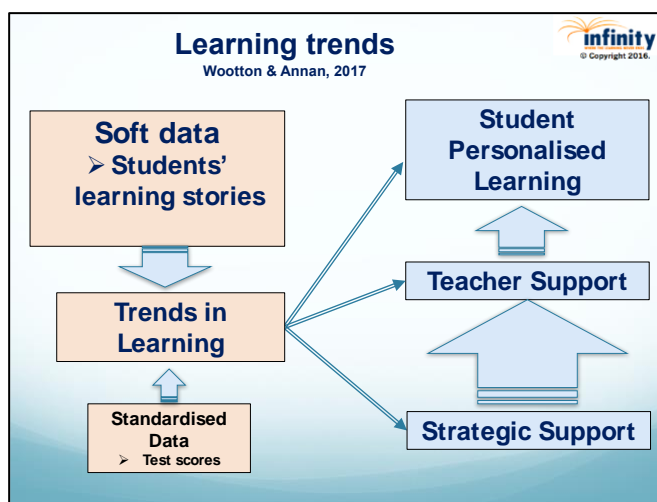 Learning trends
Wootton & Annan, 2017
infinity
© Copyright 2016.
Soft data
➢ Students'
learning stories
Trends in
Learning
Standardised
Data
➢ Test scores
Student
Personalised
Learning
Teacher Support
Strategic Support